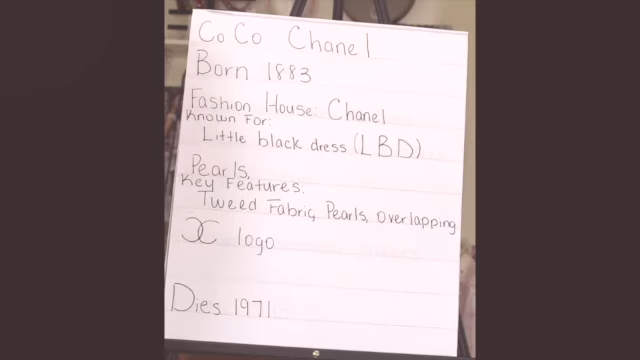 CoCo Chanel
Born 1883
Fashion House: Chanel
Known For:
Little black dress (LBD)
Pearls,
Key Features:
Tweed Fabric, Pearls, Overlapping
CC logo
Dies 1971